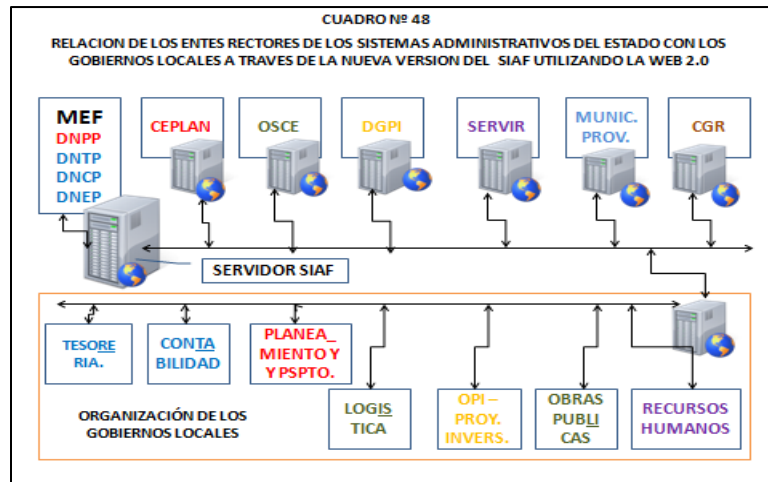 CUADRO Nº 48
RELACION DE LOS ENTES RECTORES DE LOS SISTEMAS ADMINISTRATIVOS DEL ESTADO CON LOS
GOBIERNOS LOCALES A TRAVES DE LA NUEVA VERSION DEL SIAF UTILIZANDO LA WEB 2.0
MEF
DNPP
DNTP
DNCP
DNEP
CEPLAN
OSCE
DGPI
SERVIR
MUNIC.
PROV.
CGR
SERVIDOR SIAF
TESORE
RIA.
CONTA
BILIDAD
PLANEA_
MIENTO Y
Y PSPTO.
LOGIS
TICA
OPI –
PROY.
INVERS.
OBRAS
PUBLI
CAS
RECURSOS
HUMANOS
ORGANIZACIÓN DE LOS
GOBIERNOS LOCALES